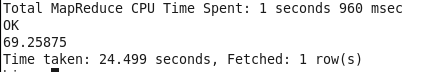 Total MapReduce CPU Time Spent: 1 seconds 960 msec
OK
69.25875
Time taken: 24.499 seconds, Fetched: 1 row(s)